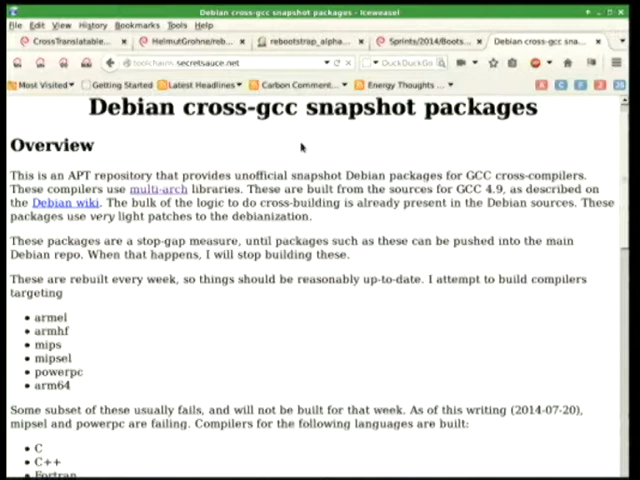 Debian cross-gcc snapshot packages - Iceweasel
File Edit View History Bookmarks Tools Help
CrossTranslatable... HelmutGrohne/reb... rebootstrap_alpha... Sprints/2014/Boots... Debian cross-gcc sna...
toolchains.secretsauce.net DuckDuckGo
Most Visited Getting Started Latest Headlines Carbon Comment... Energy Thoughts ...
Debian cross-gcc snapshot packages
Overview
This is an APT repository that provides unofficial snapshot Debian packages for GCC cross-compilers.
These compilers use multi-arch libraries. These are built from the sources for GCC 4.9, as described on
the Debian wiki. The bulk of the logic to do cross-building is already present in the Debian sources. These
packages use very light patches to the debianization.
These packages are a stop-gap measure, until packages such as these can be pushed into the main
Debian repo. When that happens, I will stop building these.
These are rebuilt every week, so things should be reasonably up-to-date. I attempt to build compilers
targeting
• armel
• armhf
• mips
• mipsel
• powerpc
• arm64
Some subset of these usually fails, and will not be built for that week. As of this writing (2014-07-20),
mipsel and powerpc are failing. Compilers for the following languages are built:
• C
• C++
• Fortran